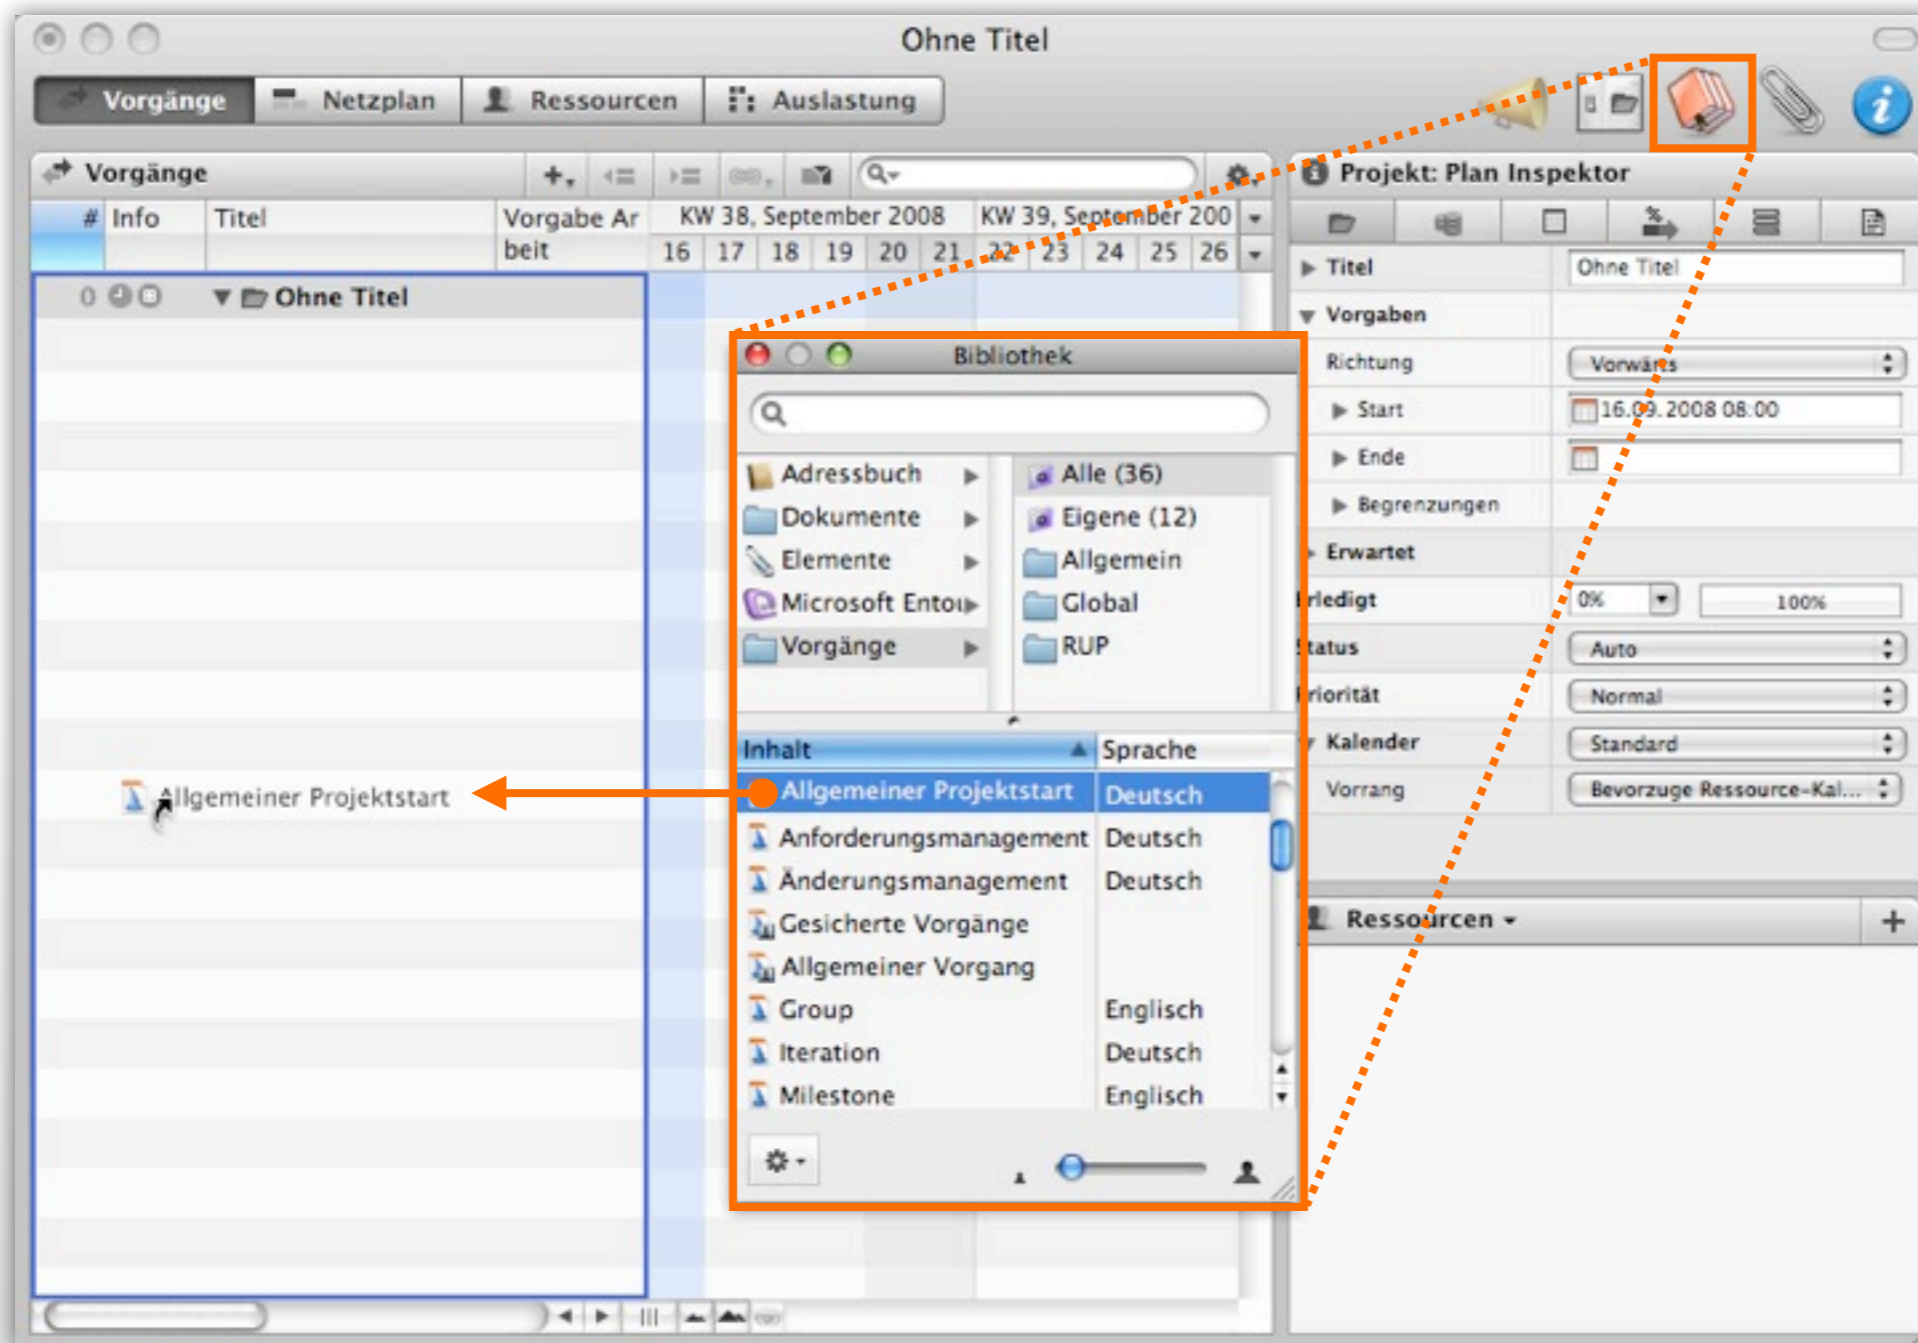 Ohne Titel
Vorgänge
Netzplan
Ressourcen
Auslastung
Vorgänge
# Info Titel Vorgabe Ar
beit
KW 38, September 2008 KW 39, September 200
16 17 18 19 20 21 22 23 24 25 26
0 Ohne Titel
Allgemeiner Projektstart
Bibliothek
Adressbuch
Dokumente
Elemente
Microsoft Entou
Vorgänge
Alle (36)
Eigene (12)
Allgemein
Global
RUP
Inhalt Sprache
Allgemeiner Projektstart Deutsch
Anforderungsmanagement Deutsch
Änderungsmanagement Deutsch
Gesicherte Vorgänge
Allgemeiner Vorgang
Group Englisch
Iteration Deutsch
Milestone Englisch
Projekt: Plan Inspektor
Titel Ohne Titel
Vorgaben
Richtung Vorwärts
Start 16.09.2008 08:00
Ende
Begrenzungen
Erwartet
Erledigt 0% 100%
Status Auto
Priorität Normal
Kalender Standard
Vorrang Bevorzuge Ressource-Kal...
Ressourcen